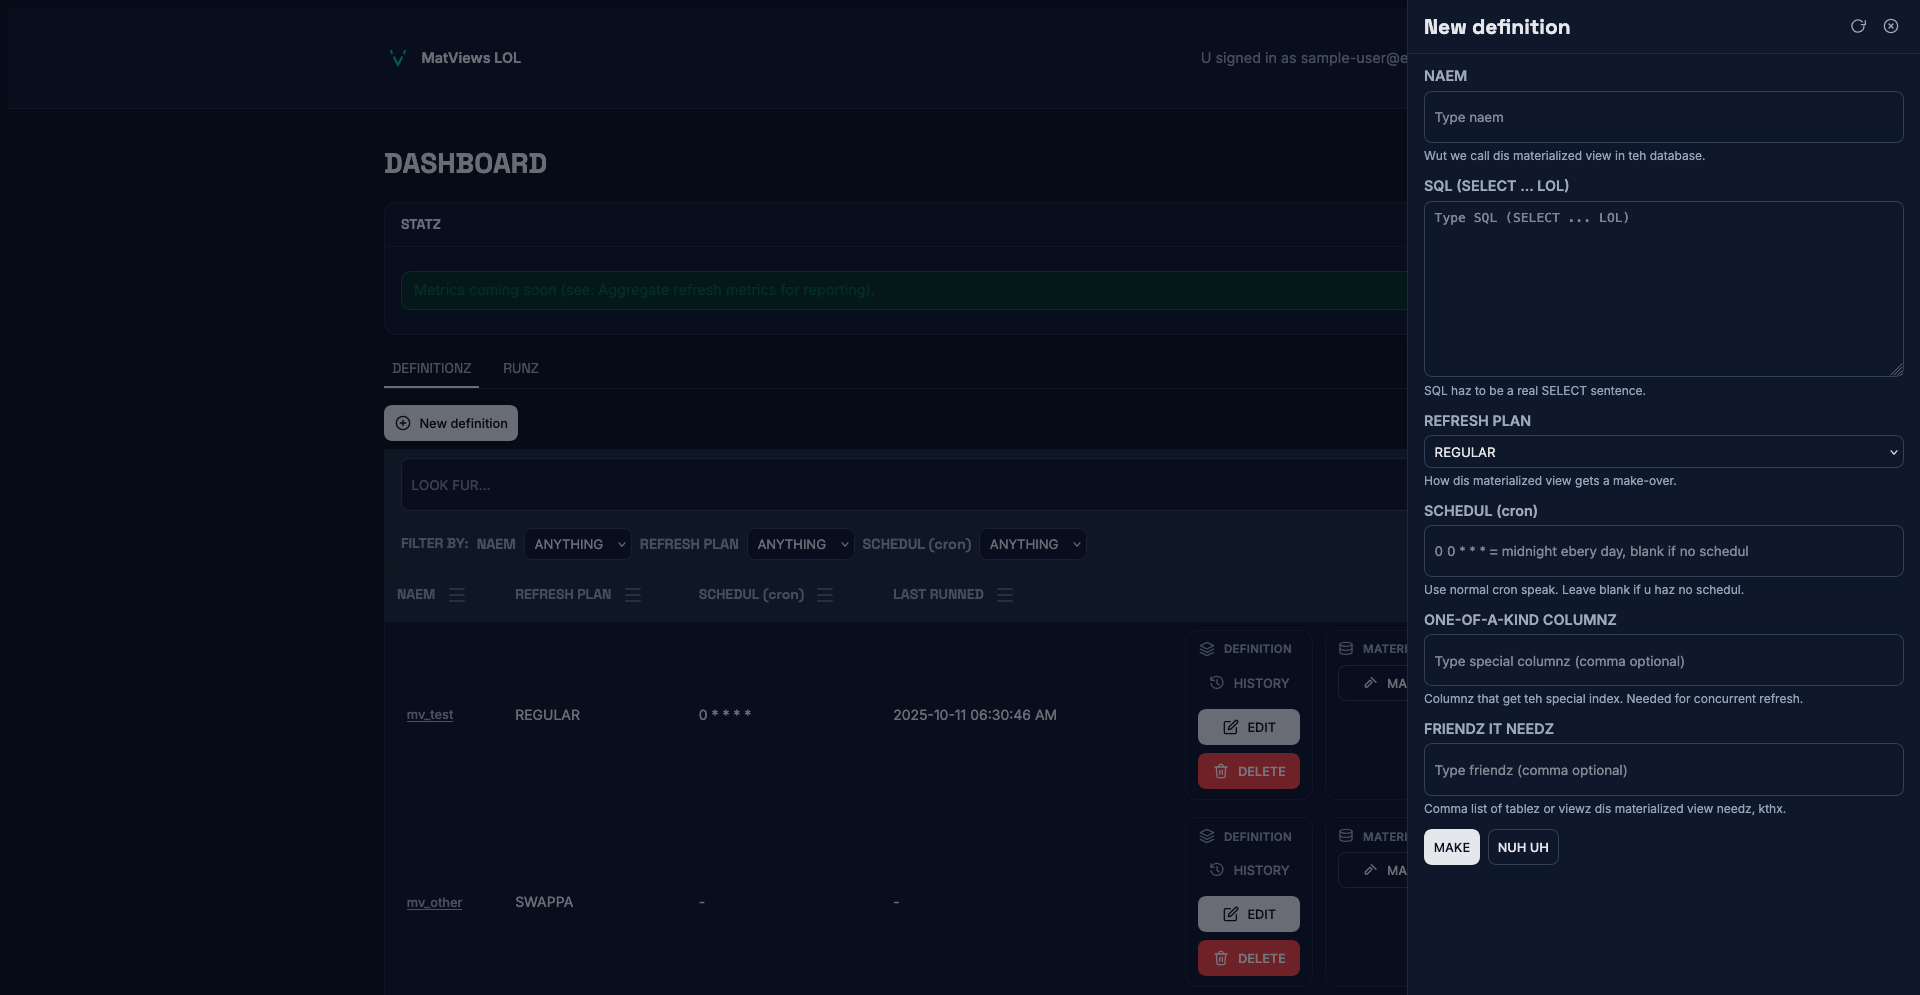 MatViews LOL
U signed in as sample-user@e
DASHBOARD
STATZ
Metrics coming soon (see: Aggregate refresh metrics for reporting).
DEFINITIONZ RUNZ
New definition
LOOK FUR...
FILTER BY: NAEM ANYTHING REFRESH PLAN ANYTHING SCHEDUL (cron) ANYTHING
NAEM REFRESH PLAN SCHEDUL (cron) LAST RUNNED
mv_test REGULAR 0 * * * * 2025-10-11 06:30:46 AM
DEFINITION
HISTORY
EDIT
DELETE
MATERI
MA
mv_other SWAPPA - -
DEFINITION
HISTORY
EDIT
DELETE
MATERI
MA
New definition
NAEM
Type naem
Wut we call dis materialized view in teh database.
SQL (SELECT ... LOL)
Type SQL (SELECT ... LOL)
SQL haz to be a real SELECT sentence.
REFRESH PLAN
REGULAR
How dis materialized view gets a make-over.
SCHEDUL (cron)
0 0 * * * = midnight ebery day, blank if no schedul
Use normal cron speak. Leave blank if u haz no schedul.
ONE-OF-A-KIND COLUMNZ
Type special columnz (comma optional)
Columnz that get teh special index. Needed for concurrent refresh.
FRIENDZ IT NEEDZ
Type friendz (comma optional)
Comma list of tablez or viewz dis materialized view needz, kthx.
MAKE NUH UH